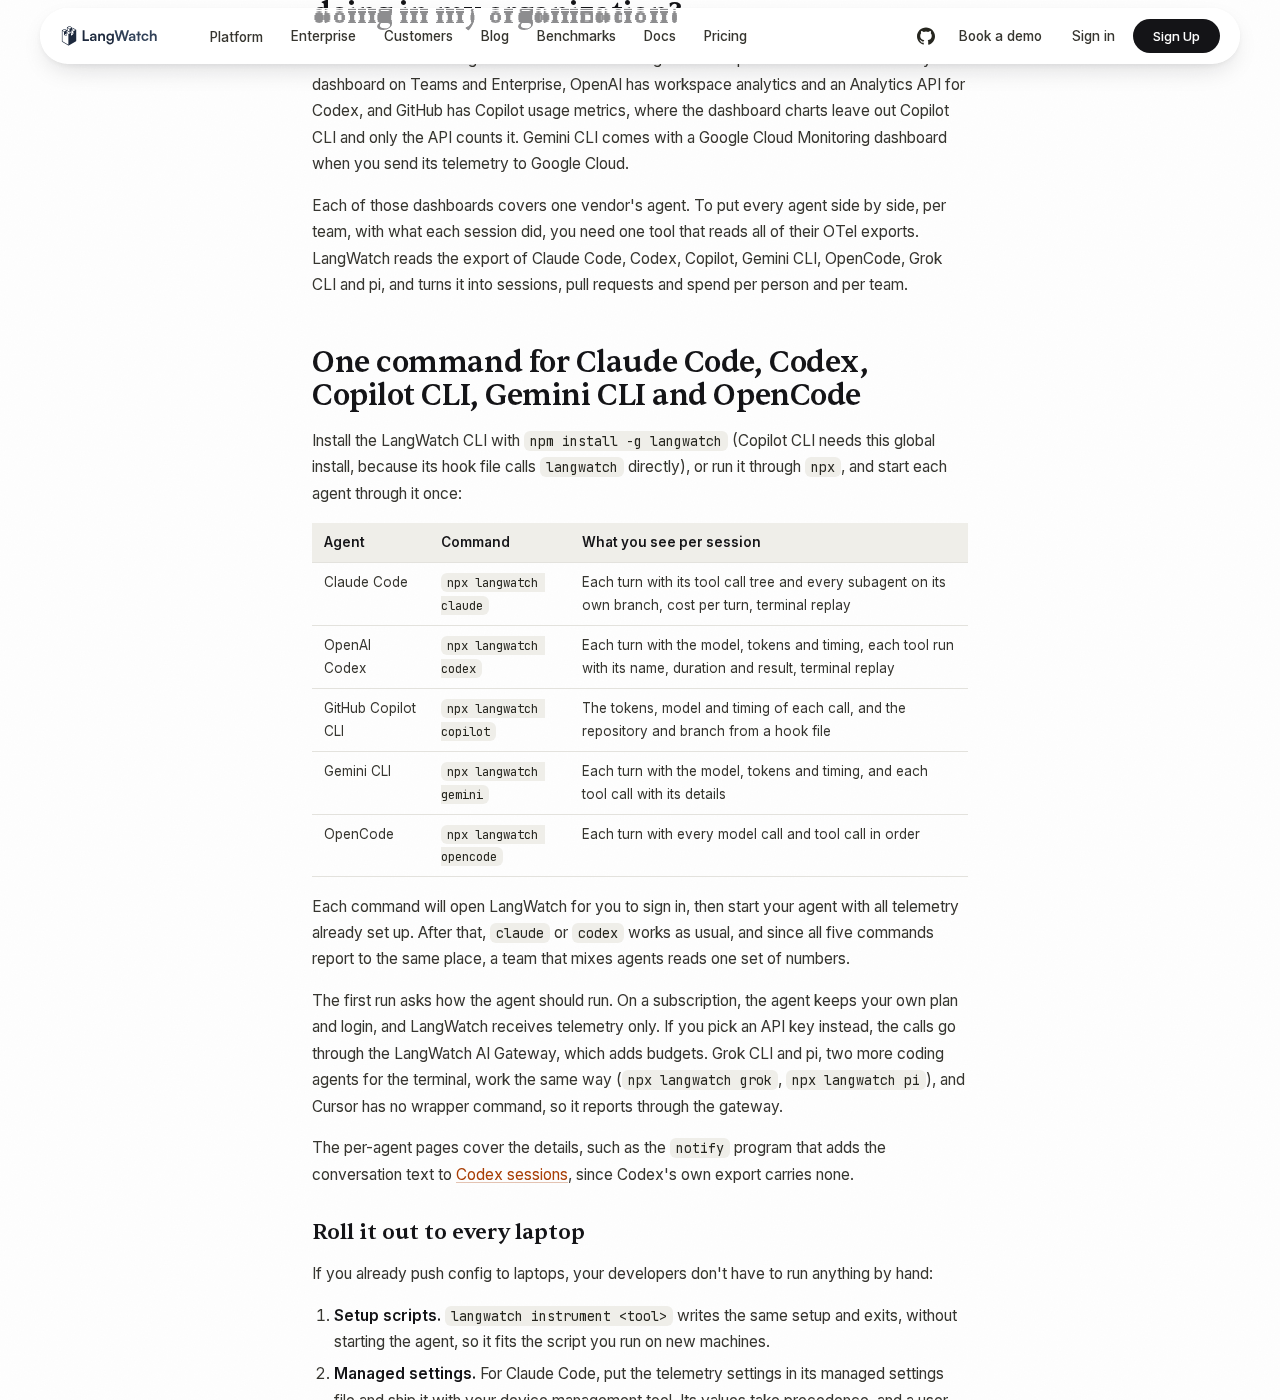 doing in my organization?
LangWatch
Platform
Enterprise
Customers
Blog
Benchmarks
Docs
Pricing
Book a demo
Sign in
Sign Up
dashboard on Teams and Enterprise, OpenAI has workspace analytics and an Analytics API for
Codex, and GitHub has Copilot usage metrics, where the dashboard charts leave out Copilot
CLI and only the API counts it. Gemini CLI comes with a Google Cloud Monitoring dashboard
when you send its telemetry to Google Cloud.
Each of those dashboards covers one vendor's agent. To put every agent side by side, per
team, with what each session did, you need one tool that reads all of their OTel exports.
LangWatch reads the export of Claude Code, Codex, Copilot, Gemini CLI, OpenCode, Grok
CLI and pi, and turns it into sessions, pull requests and spend per person and per team.
One command for Claude Code, Codex,
Copilot CLI, Gemini CLI and OpenCode
Install the LangWatch CLI with npm install -g langwatch (Copilot CLI needs this global
install, because its hook file calls langwatch directly), or run it through npx, and start each
agent through it once:
Agent Command What you see per session
Claude Code npx langwatch Each turn with its tool call tree and every subagent on its
claude own branch, cost per turn, terminal replay
OpenAI npx langwatch Each turn with the model, tokens and timing, each tool run
Codex codex with its name, duration and result, terminal replay
GitHub Copilot npx langwatch The tokens, model and timing of each call, and the
CLI copilot repository and branch from a hook file
Gemini CLI npx langwatch Each turn with the model, tokens and timing, and each
gemini tool call with its details
OpenCode npx langwatch Each turn with every model call and tool call in order
opencode
Each command will open LangWatch for you to sign in, then start your agent with all telemetry
already set up. After that, claude or codex works as usual, and since all five commands
report to the same place, a team that mixes agents reads one set of numbers.
The first run asks how the agent should run. On a subscription, the agent keeps your own plan
and login, and LangWatch receives telemetry only. If you pick an API key instead, the calls go
through the LangWatch AI Gateway, which adds budgets. Grok CLI and pi, two more coding
agents for the terminal, work the same way (npx langwatch grok, npx langwatch pi), and
Cursor has no wrapper command, so it reports through the gateway.
The per-agent pages cover the details, such as the notify program that adds the
conversation text to Codex sessions, since Codex's own export carries none.
Roll it out to every laptop
If you already push config to laptops, your developers don't have to run anything by hand:
1. Setup scripts. langwatch instrument <tool> writes the same setup and exits, without
starting the agent, so it fits the script you run on new machines.
2. Managed settings. For Claude Code, put the telemetry settings in its managed settings
file and ship it with your device management tool. Its values take precedence, and a user